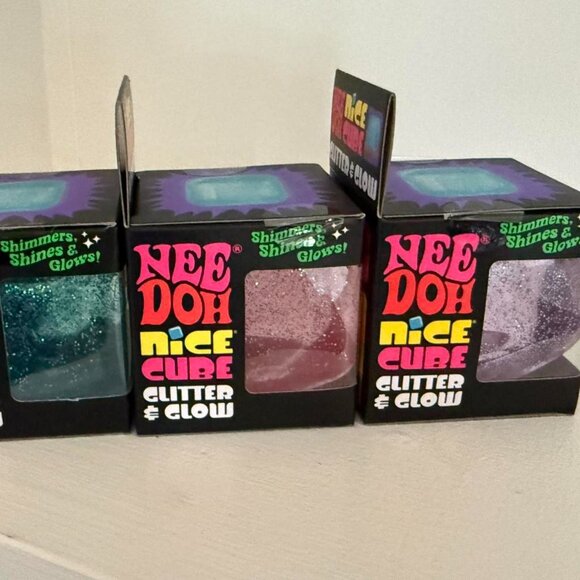 Shimmers,
Shines &
Glows!
NEE
DOH®
NICE
CUBE
GLITTER
& GLOW
Shimmers,
Shines &
Glows!
NICE
CUBE
GLITTER & GLOW
NEE
DOH
NICE
CUBE
GLITTER
& GLOW
Shimmers,
Shines &
Glows!